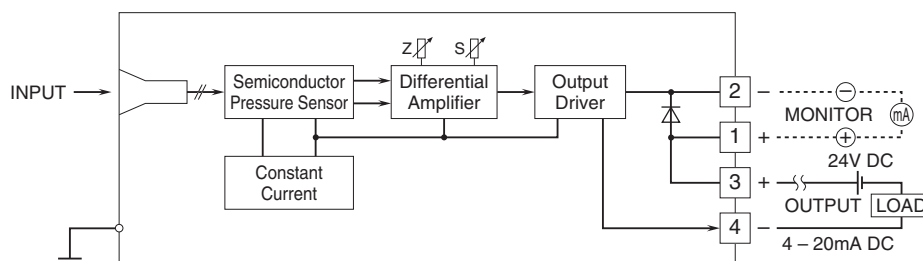 Z
S
INPUT
Semiconductor
Pressure Sensor
Differential
Amplifier
Output
Driver
Constant
Current
2 −
−
MONITOR
mA
1 +
+
24V DC
3 +
OUTPUT
LOAD
4 −
4 – 20mA DC